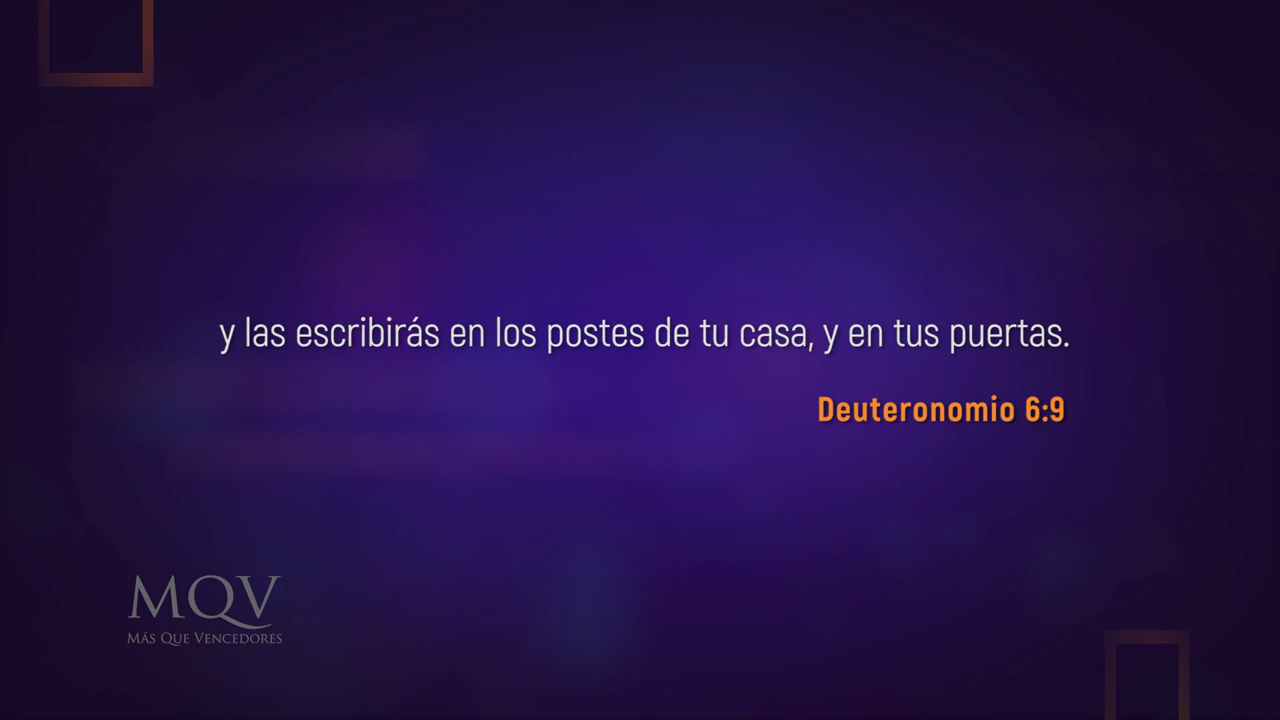 y las escribirás en los postes de tu casa, y en tus puertas.
Deuteronomio 6:9
MQV
MÁS QUE VENCEDORES